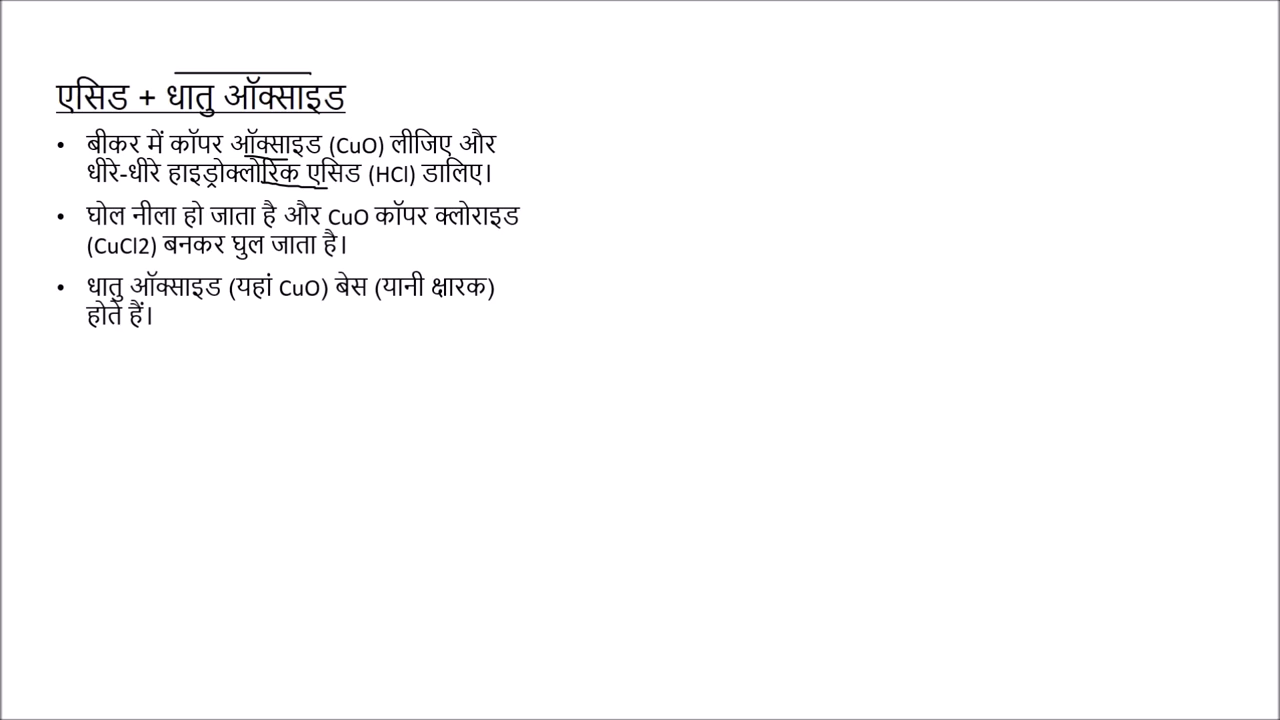 एसिड + धातु ऑक्साइड
• बीकर में कॉपर ऑक्साइड (CuO) लीजिए और
धीरे-धीरे हाइड्रोक्लोरिक एसिड (HCl) डालिए।
• घोल नीला हो जाता है और CuO कॉपर क्लोराइड
(CuCl2) बनकर घुल जाता है।
• धातु ऑक्साइड (यहां CuO) बेस (यानी क्षारक)
होते हैं।